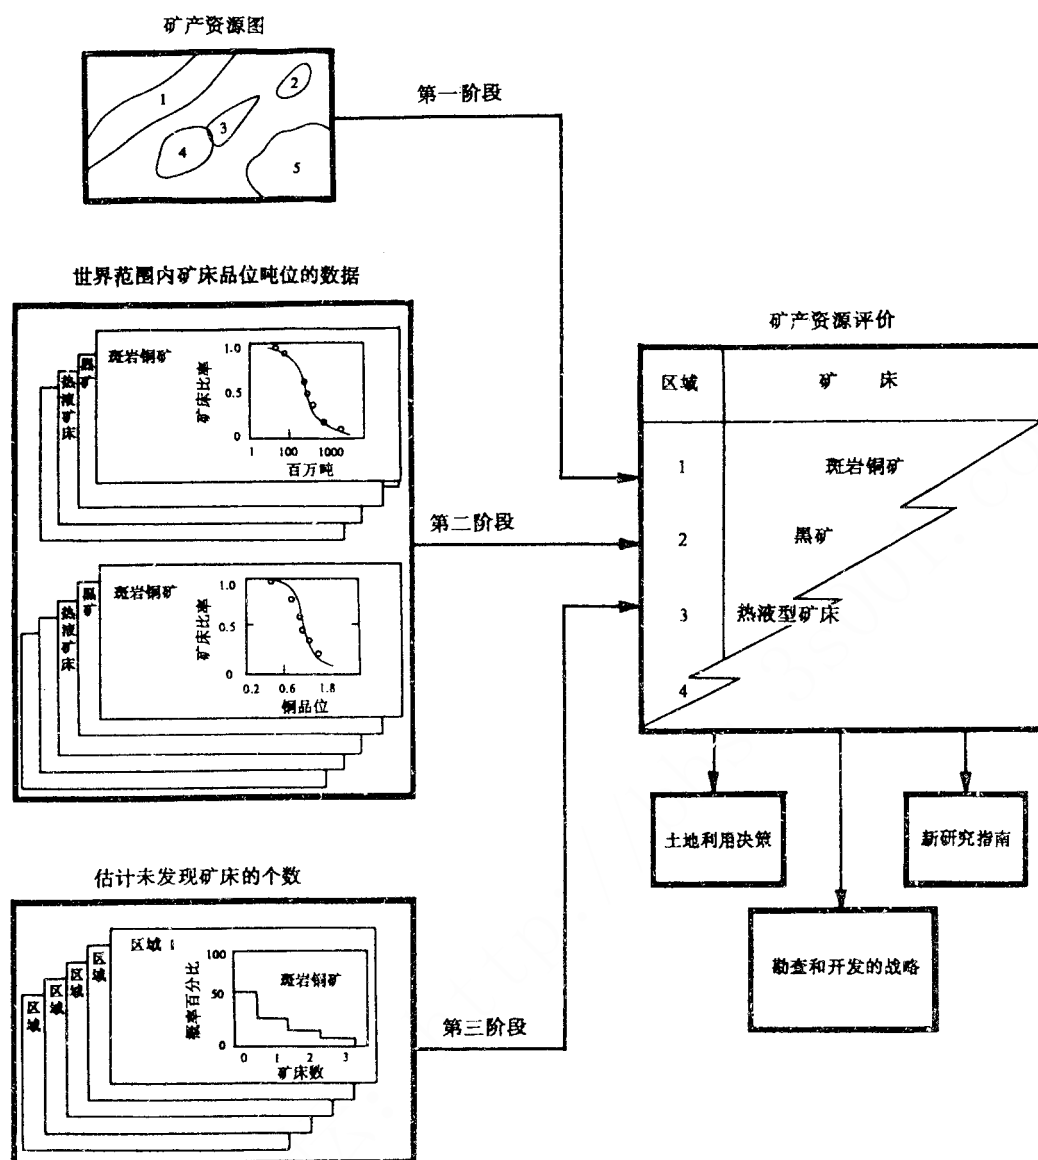 矿产资源图
1
2
3
4
5
第一阶段
世界范围内矿床品位吨位的数据
斑岩铜矿
黑矿
热液矿床
矿床比率
1.0
0.5
0
1
100
1000
百万吨
第二阶段
斑岩铜矿
黑矿
热液矿床
矿床比率
1.0
0.5
0
0.2
0.6
1.8
铜品位
估计未发现矿床的个数
区域 1
区域
区域
区域
区域
概率百分比
100
50
0
斑岩铜矿
0
1
2
3
矿床数
第三阶段
矿产资源评价
区域
矿 床
1
斑岩铜矿
2
黑矿
3
热液型矿床
4
土地利用决策
新研究指南
勘查和开发的战略